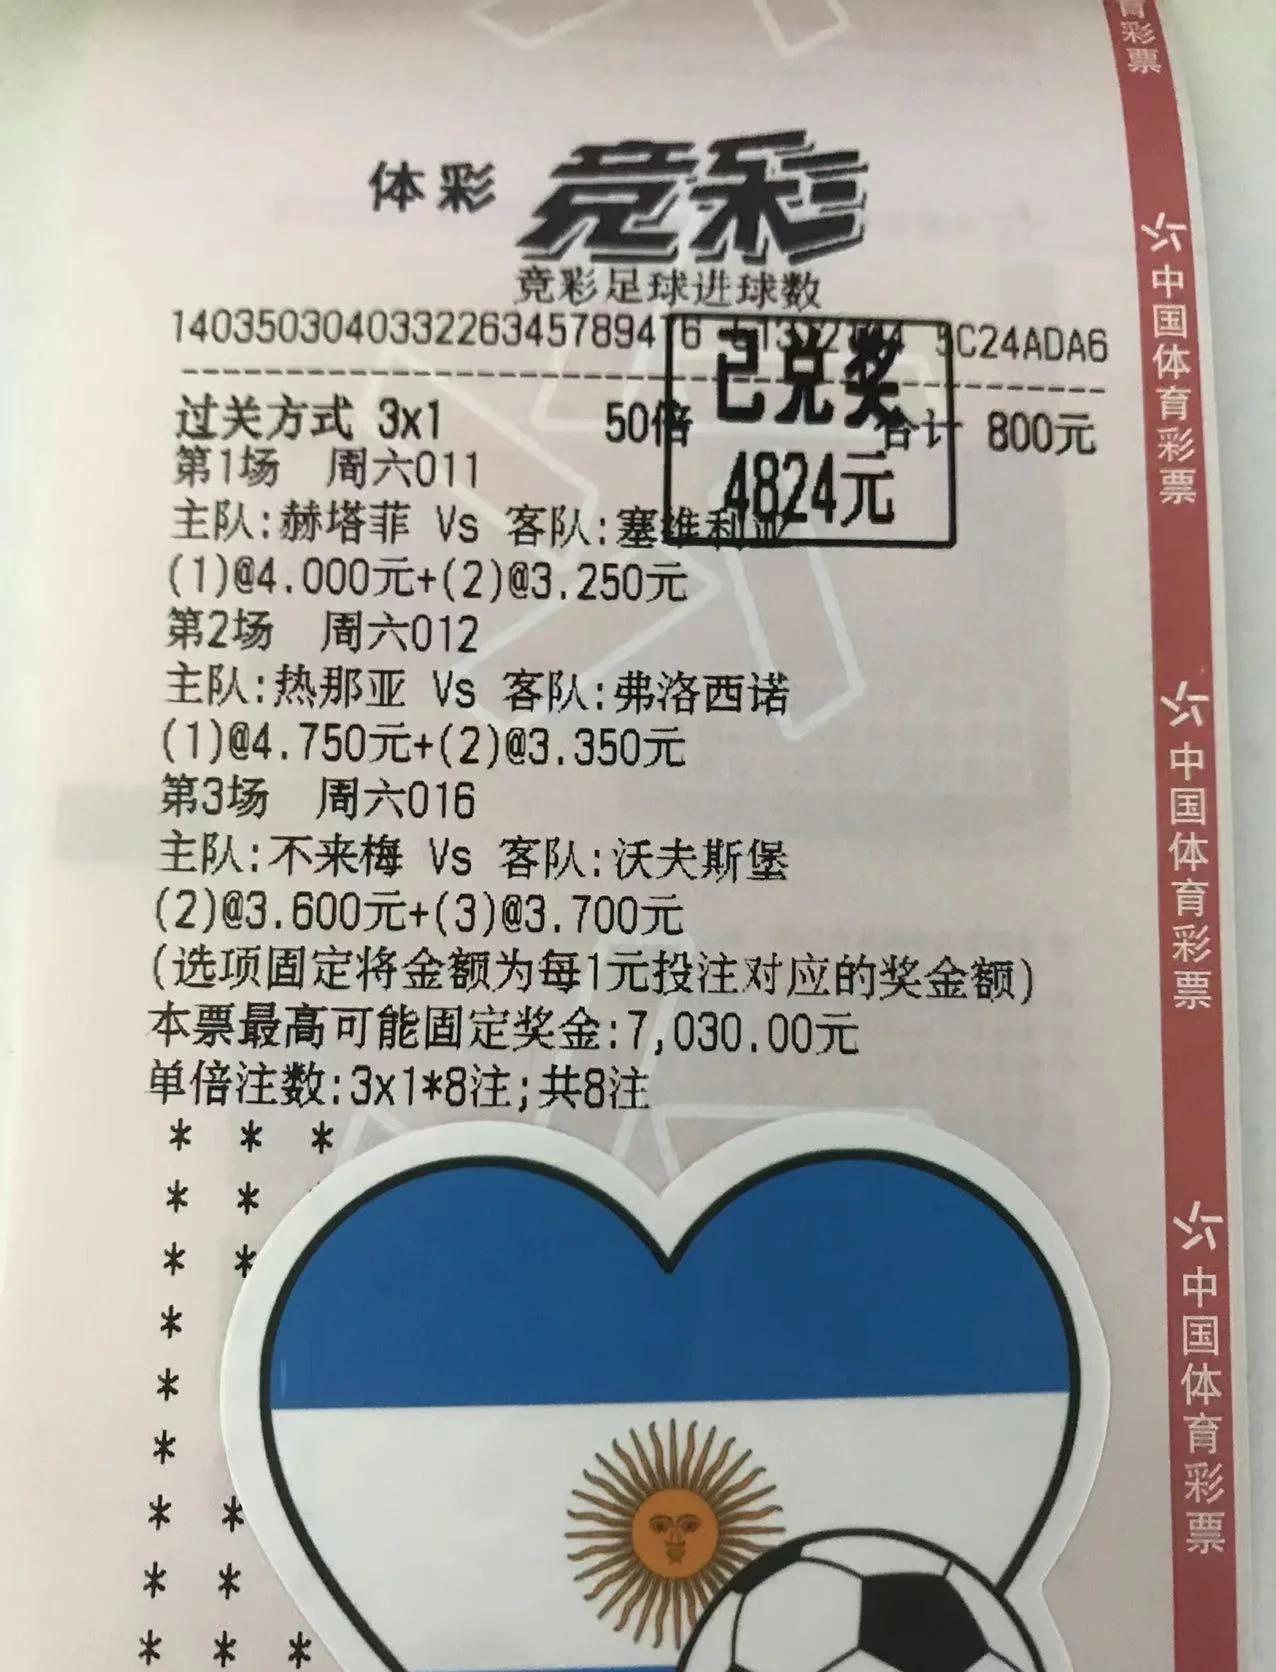 体彩 竞彩
竞彩足球进球数
140350304033226345789476 5C24ADA6
已兑奖
4824元
过关方式 3x1 50倍 合计 800元
第1场 周六011
主队:赫塔菲 Vs 客队:塞维利亚
(1)@4.000元+(2)@3.250元
第2场 周六012
主队:热那亚 Vs 客队:弗洛西诺
(1)@4.750元+(2)@3.350元
第3场 周六016
主队:不来梅 Vs 客队:沃夫斯堡
(2)@3.600元+(3)@3.700元
(选项固定将金额为每1元投注对应的奖金额)
本票最高可能固定奖金:7,030.00元
单倍注数:3x1*8注;共8注
育彩票
中国体育彩票
中国体育彩票
中国体育彩票